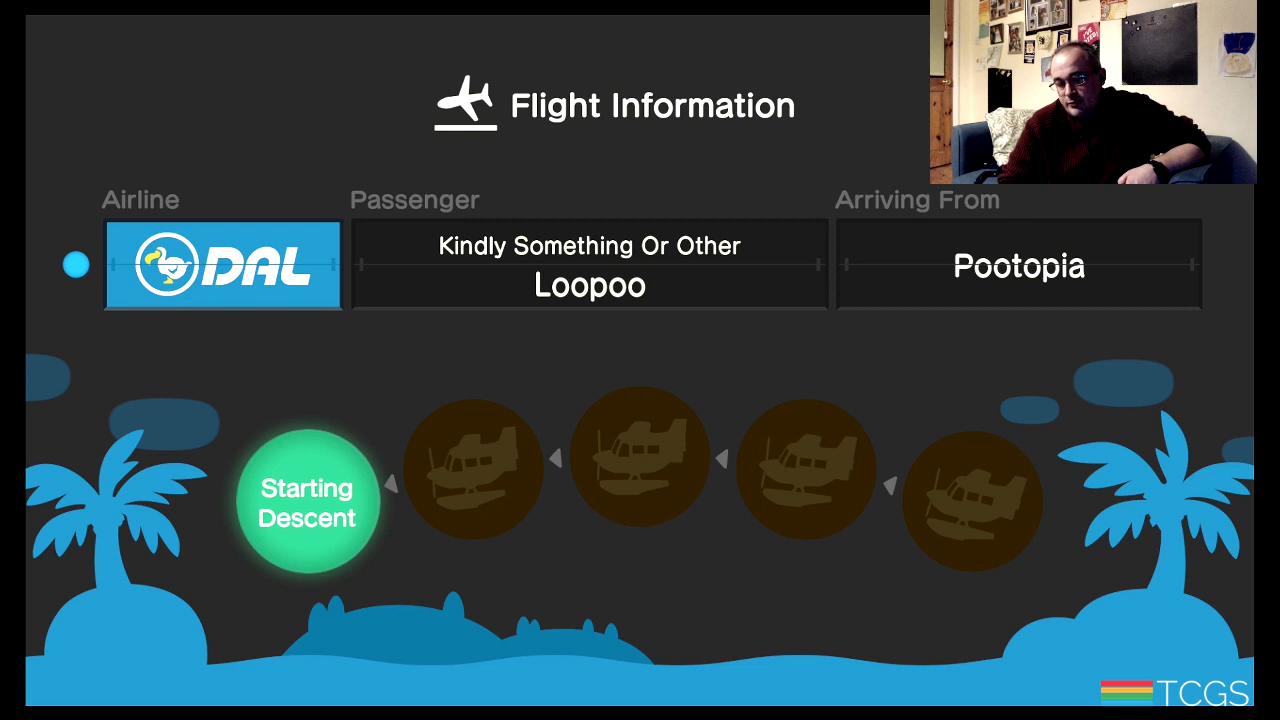 Flight Information
Airline
Passenger
Arriving From
DAL
Kindly Something Or Other
Loopoo
Pootopia
Starting
Descent
TCGS